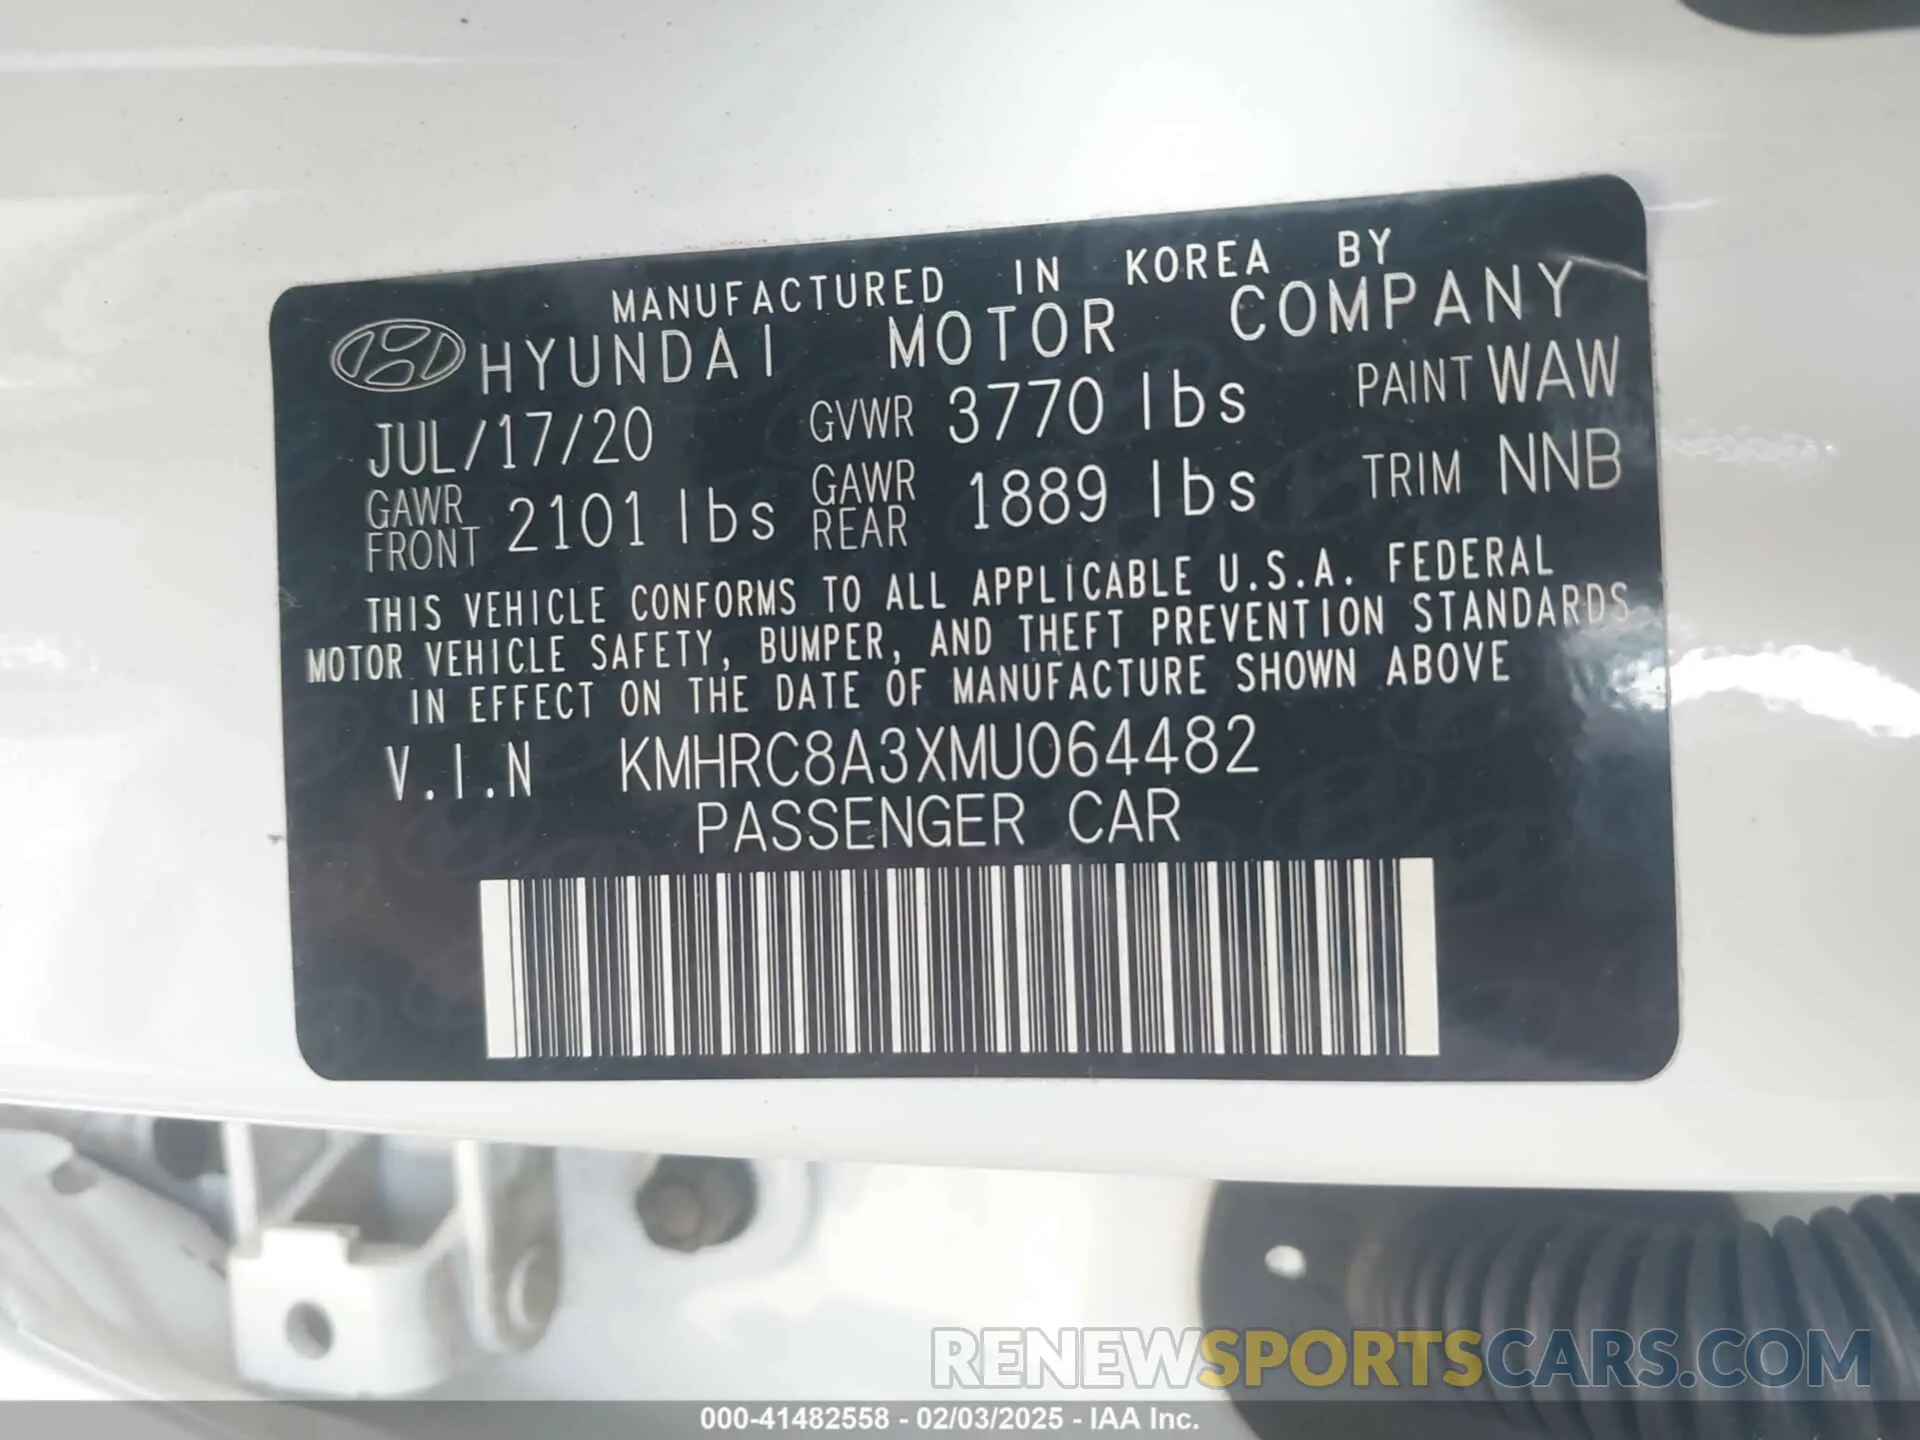 MANUFACTURED IN KOREA BY
HYUNDAI MOTOR COMPANY
JUL/17/20 GVWR 3770 lbs PAINT WAW
GAWR FRONT 2101 lbs GAWR REAR 1889 lbs TRIM NNB
THIS VEHICLE CONFORMS TO ALL APPLICABLE U.S.A. FEDERAL
MOTOR VEHICLE SAFETY, BUMPER, AND THEFT PREVENTION STANDARDS
IN EFFECT ON THE DATE OF MANUFACTURE SHOWN ABOVE
V.I.N KMHRC8A3XMU064482
PASSENGER CAR
RENEWSPORTSCARS.COM
000-41482558 - 02/03/2025 - IAA Inc.